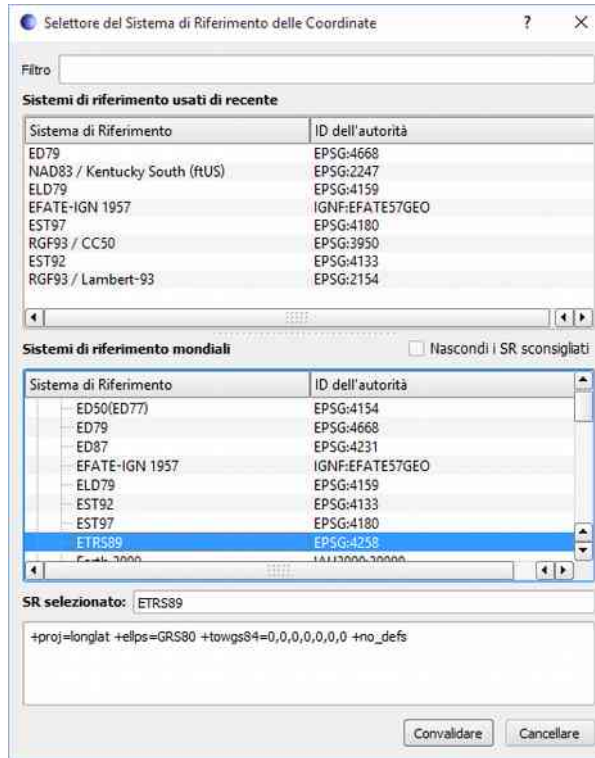 Selettore del Sistema di Riferimento delle Coordinate ? ×
Filtro
Sistemi di riferimento usati di recente
Sistema di Riferimento ID dell'autorità
ED79 EPSG:4668
NAD83 / Kentucky South (ftUS) EPSG:2247
ELD79 EPSG:4159
EFATE-IGN 1957 IGNF:EFATE57GEO
EST97 EPSG:4180
RGF93 / CC50 EPSG:3950
EST92 EPSG:4133
RGF93 / Lambert-93 EPSG:2154
Sistemi di riferimento mondiali Nascondi i SR sconsigliati
Sistema di Riferimento ID dell'autorità
ED50(ED77) EPSG:4154
ED79 EPSG:4668
ED87 EPSG:4231
EFATE-IGN 1957 IGNF:EFATE57GEO
ELD79 EPSG:4159
EST92 EPSG:4133
EST97 EPSG:4180
ETRS89 EPSG:4258
SR selezionato: ETRS89
+proj=longlat +ellps=GRS80 +towgs84=0,0,0,0,0,0,0 +no_defs
Convalidare Cancellare